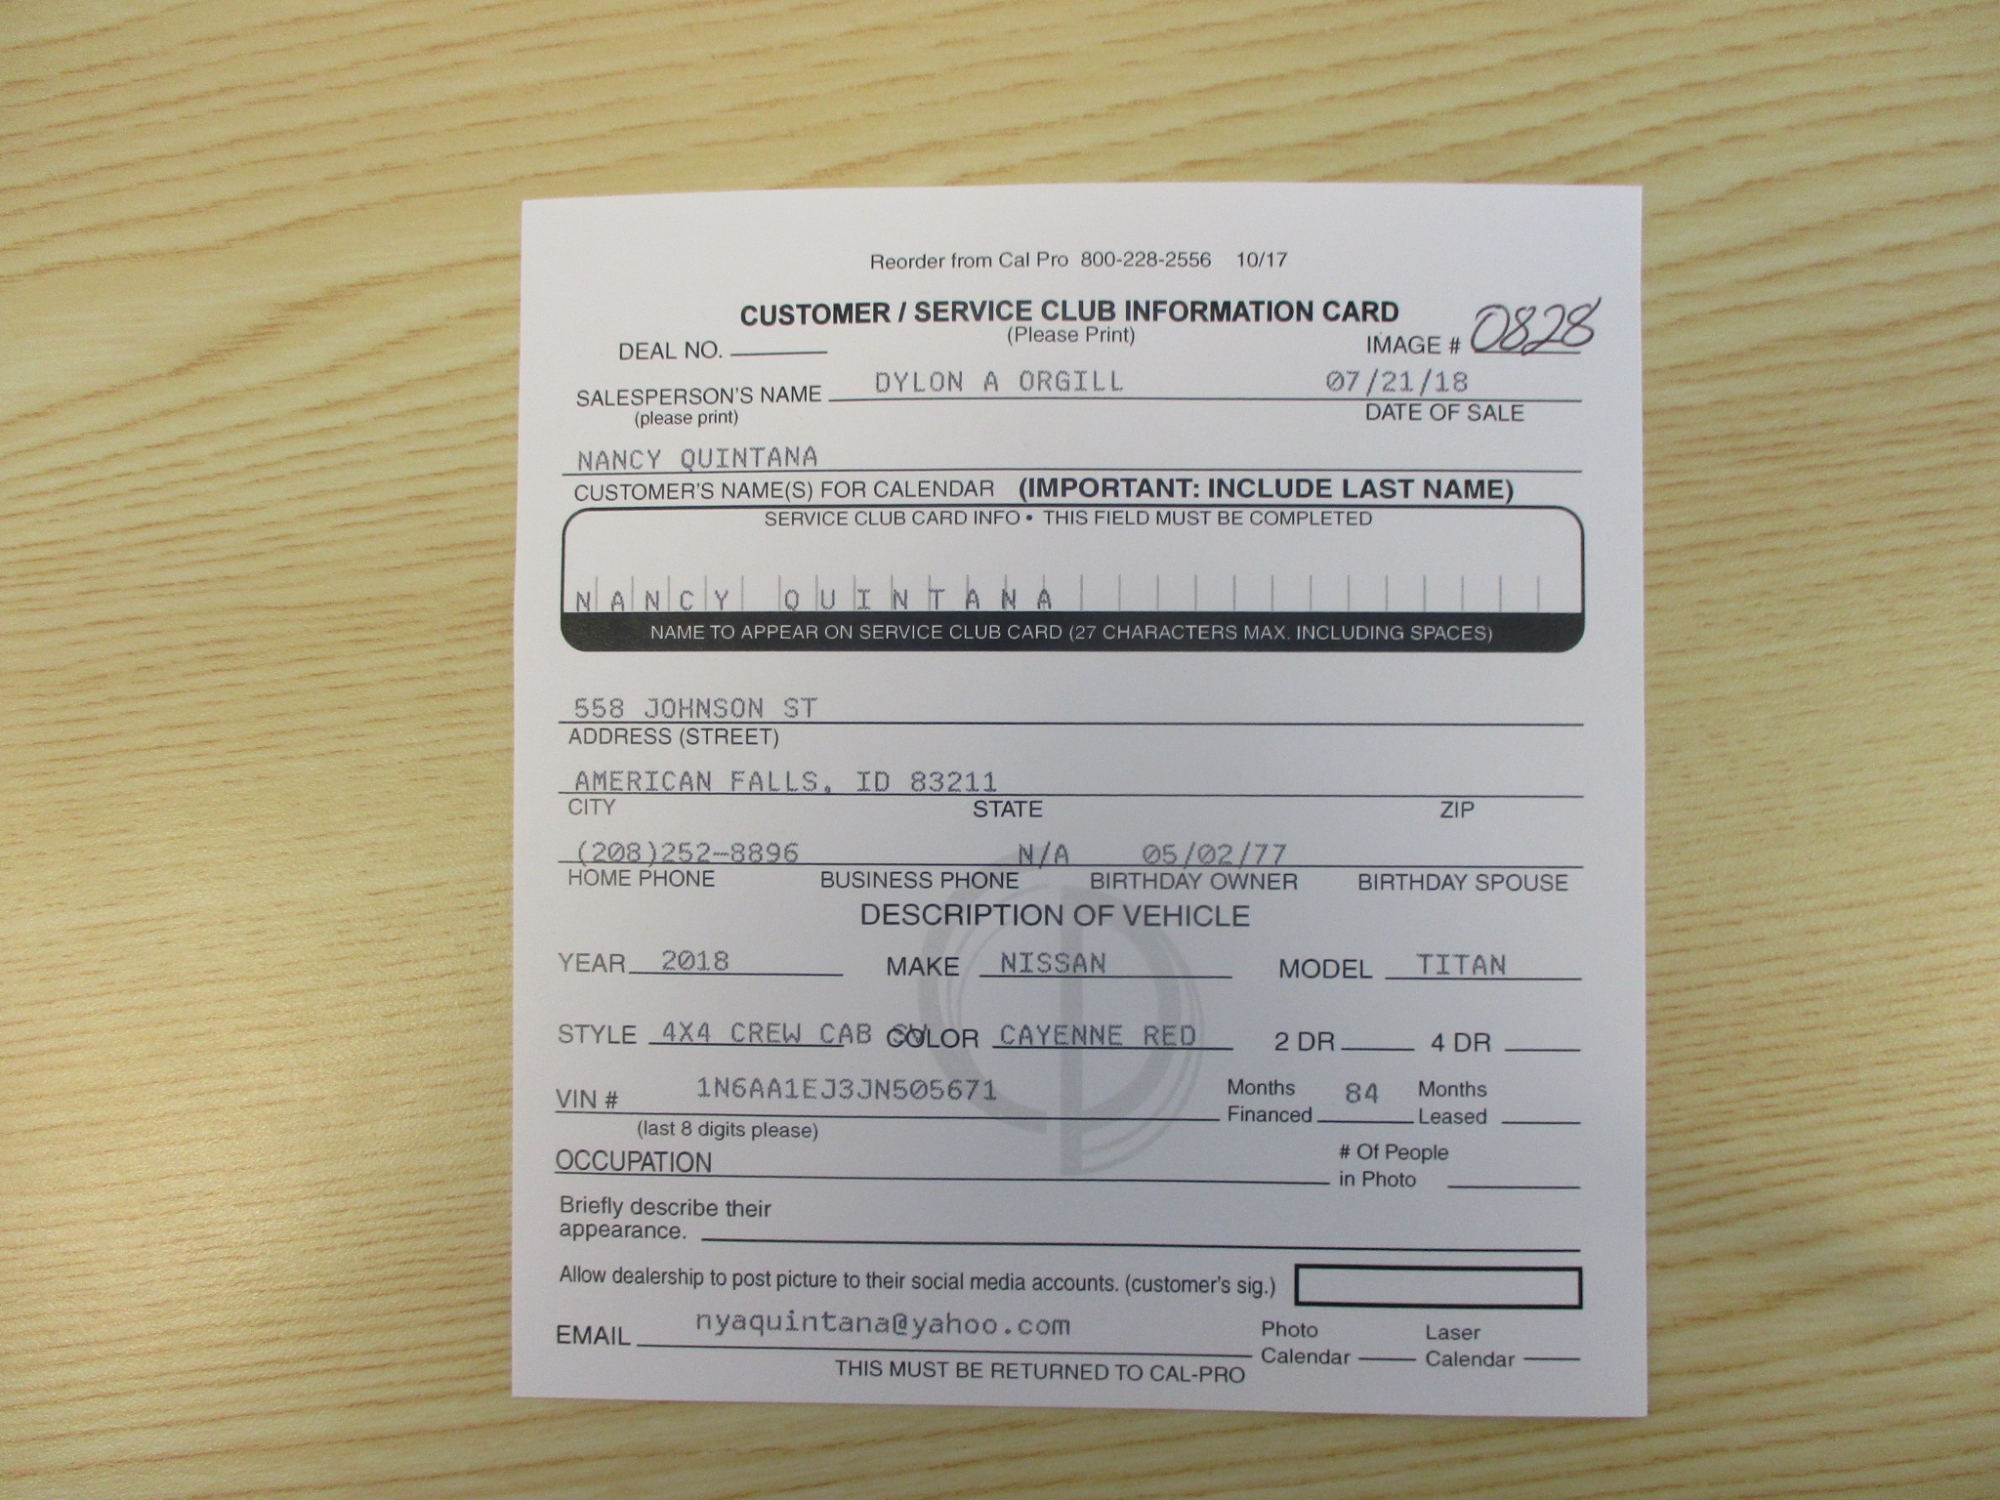 Reorder from Cal Pro 800-228-2556 10/17
CUSTOMER / SERVICE CLUB INFORMATION CARD
(Please Print)
DEAL NO. IMAGE # 0828
SALESPERSON'S NAME DYLON A ORGILL 07/21/18
(please print) DATE OF SALE
NANCY QUINTANA
CUSTOMER'S NAME(S) FOR CALENDAR (IMPORTANT: INCLUDE LAST NAME)
SERVICE CLUB CARD INFO • THIS FIELD MUST BE COMPLETED
NANCY QUINTANA
NAME TO APPEAR ON SERVICE CLUB CARD (27 CHARACTERS MAX. INCLUDING SPACES)
558 JOHNSON ST
ADDRESS (STREET)
AMERICAN FALLS, ID 83211
CITY STATE ZIP
(208)252-8896 N/A 05/02/77
HOME PHONE BUSINESS PHONE BIRTHDAY OWNER BIRTHDAY SPOUSE
DESCRIPTION OF VEHICLE
YEAR 2018 MAKE NISSAN MODEL TITAN
STYLE 4X4 CREW CAB SV COLOR CAYENNE RED 2 DR 4 DR
VIN # 1N6AA1EJ3JN505671 Months Financed 84 Months Leased
(last 8 digits please)
OCCUPATION # Of People in Photo
Briefly describe their
appearance.
Allow dealership to post picture to their social media accounts. (customer's sig.)
EMAIL nyaquintana@yahoo.com Photo Calendar Laser Calendar
THIS MUST BE RETURNED TO CAL-PRO